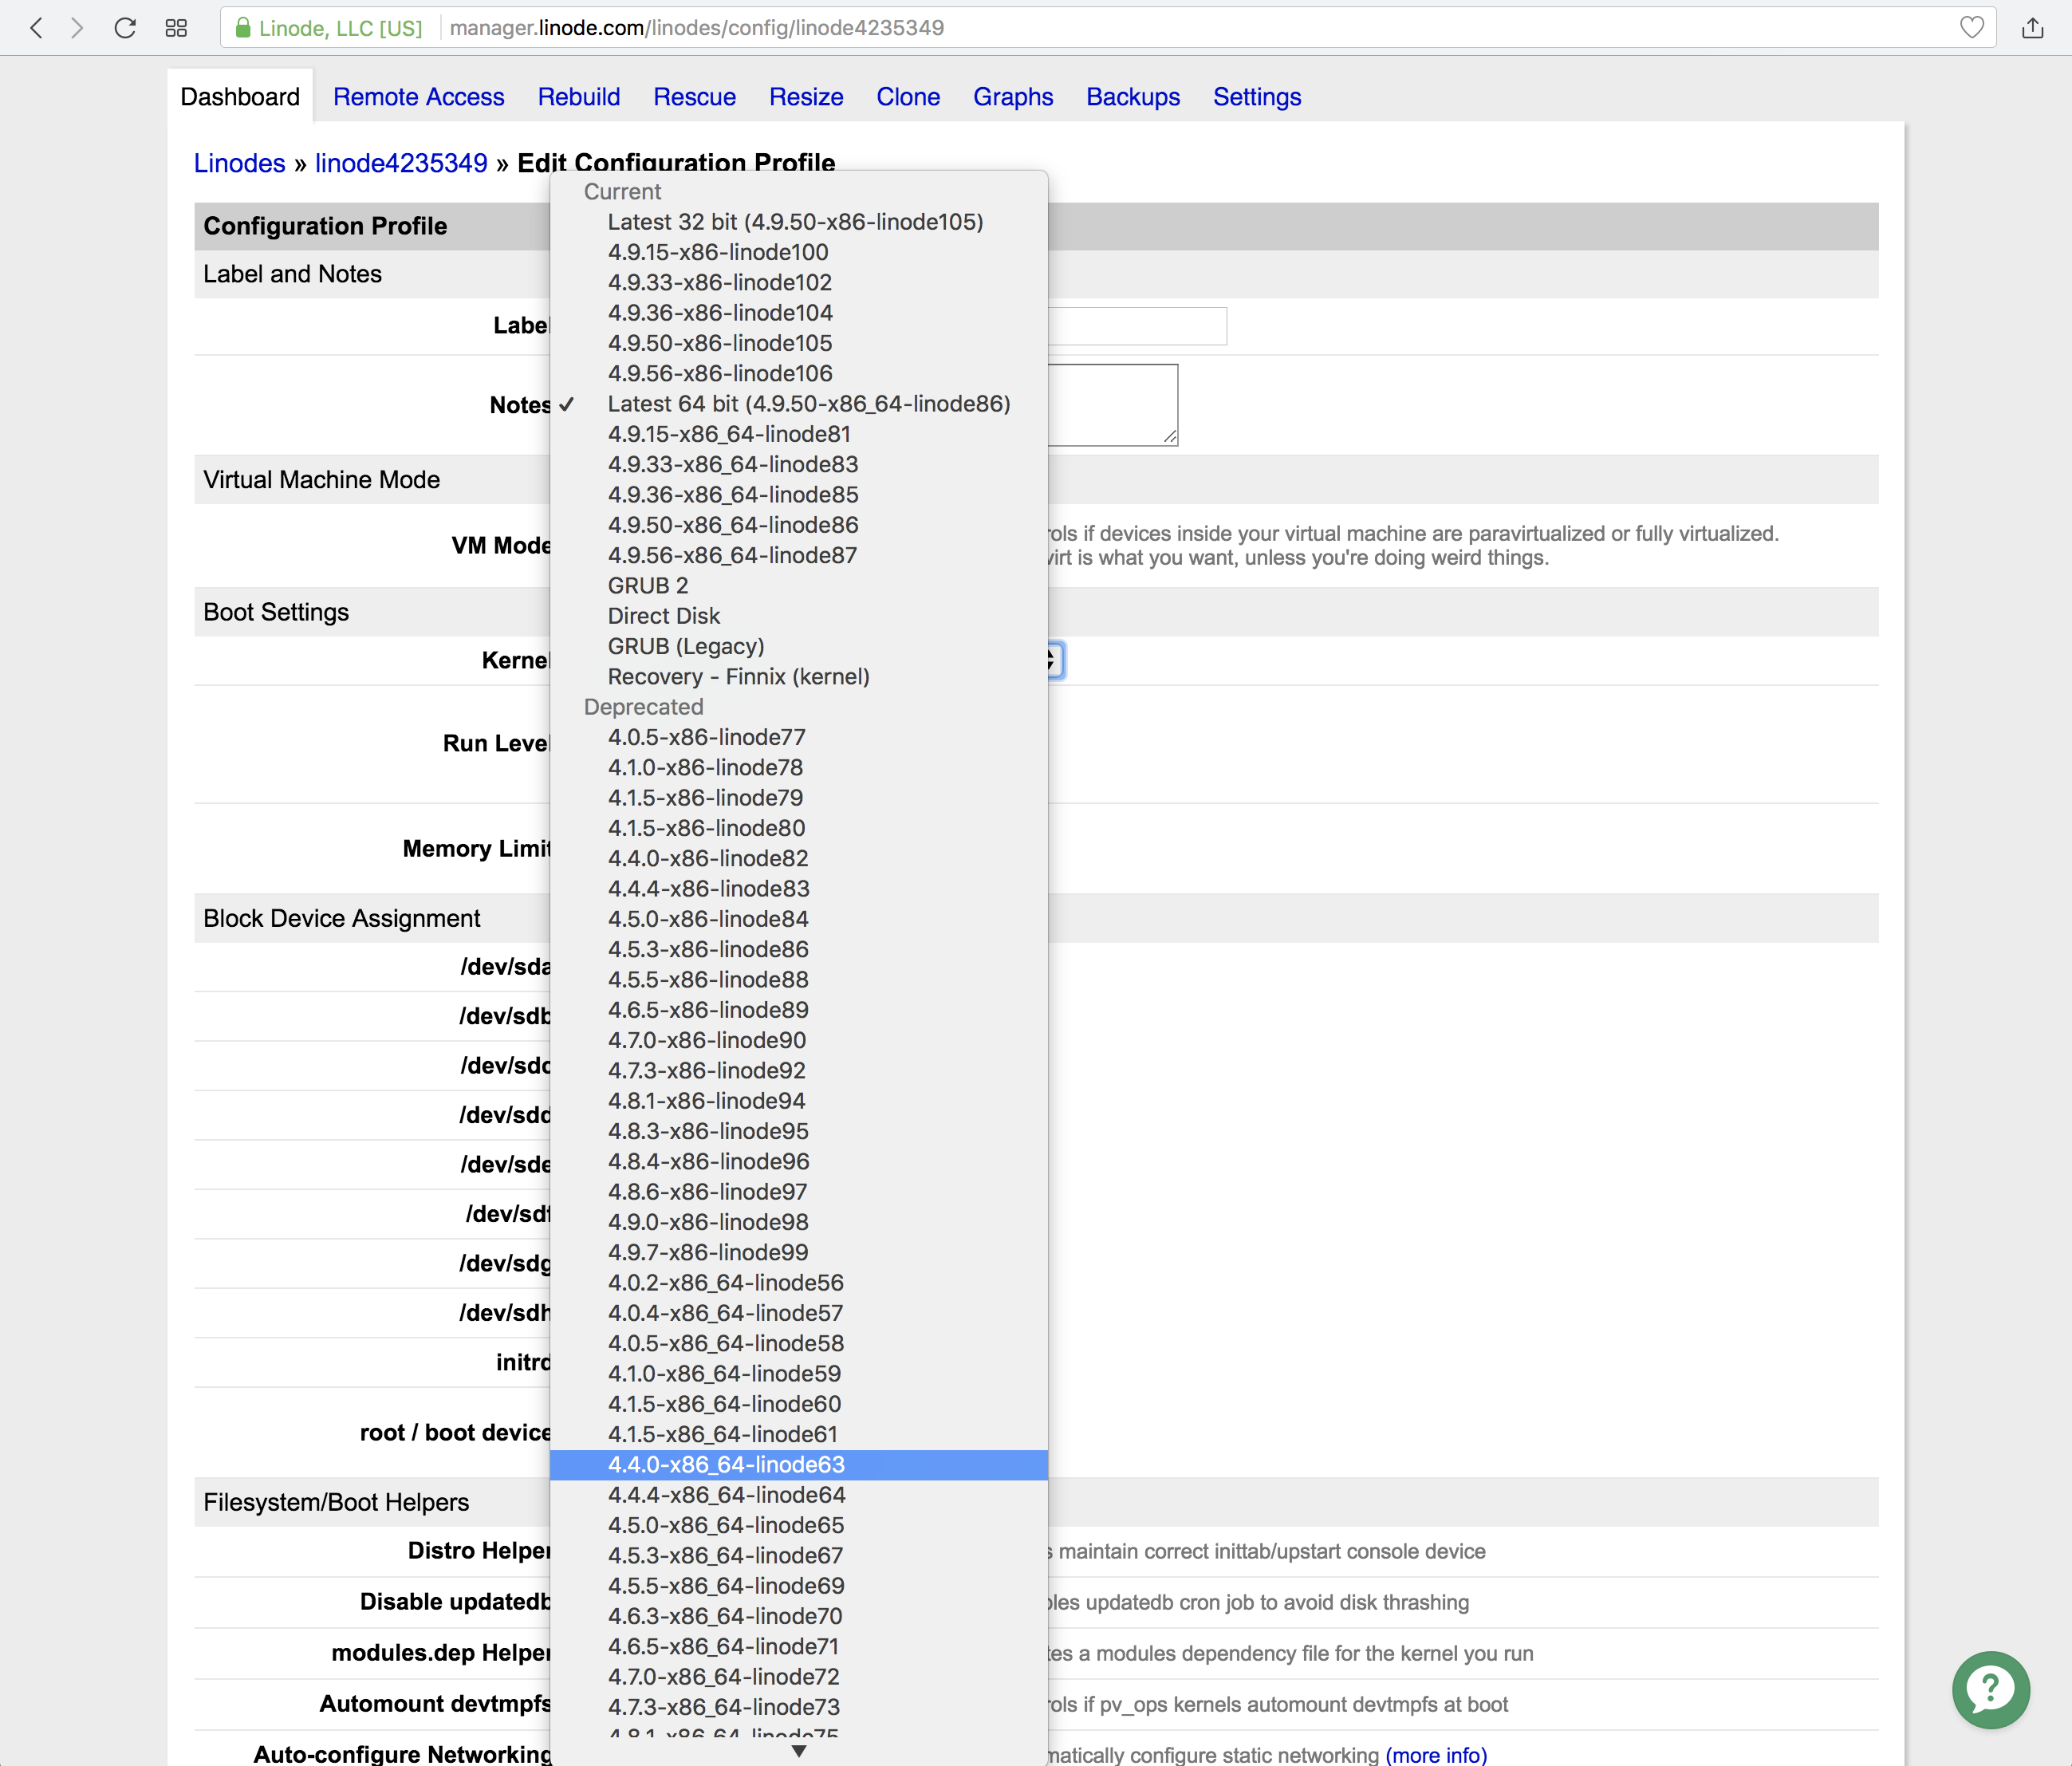 Linode, LLC [US] manager.linode.com/linodes/config/linode4235349
Dashboard Remote Access Rebuild Rescue Resize Clone Graphs Backups Settings
Linodes » linode4235349 » Edit Configuration Profile
Configuration Profile
Label and Notes
Label
Notes
Virtual Machine Mode
VM Mode
ols if devices inside your virtual machine are paravirtualized or fully virtualized.
virt is what you want, unless you're doing weird things.
Boot Settings
Kernel
Run Level
Memory Limit
Block Device Assignment
/dev/sda
/dev/sdb
/dev/sdc
/dev/sdd
/dev/sde
/dev/sdf
/dev/sdg
/dev/sdh
initrd
root / boot device
Filesystem/Boot Helpers
Distro Helper
s maintain correct inittab/upstart console device
Disable updatedb
les updatedb cron job to avoid disk thrashing
modules.dep Helper
es a modules dependency file for the kernel you run
Automount devtmpfs
ols if pv_ops kernels automount devtmpfs at boot
Auto-configure Networking
matically configure static networking (more info)
Current
Latest 32 bit (4.9.50-x86-linode105)
4.9.15-x86-linode100
4.9.33-x86-linode102
4.9.36-x86-linode104
4.9.50-x86-linode105
4.9.56-x86-linode106
✓ Latest 64 bit (4.9.50-x86_64-linode86)
4.9.15-x86_64-linode81
4.9.33-x86_64-linode83
4.9.36-x86_64-linode85
4.9.50-x86_64-linode86
4.9.56-x86_64-linode87
GRUB 2
Direct Disk
GRUB (Legacy)
Recovery - Finnix (kernel)
Deprecated
4.0.5-x86-linode77
4.1.0-x86-linode78
4.1.5-x86-linode79
4.1.5-x86-linode80
4.4.0-x86-linode82
4.4.4-x86-linode83
4.5.0-x86-linode84
4.5.3-x86-linode86
4.5.5-x86-linode88
4.6.5-x86-linode89
4.7.0-x86-linode90
4.7.3-x86-linode92
4.8.1-x86-linode94
4.8.3-x86-linode95
4.8.4-x86-linode96
4.8.6-x86-linode97
4.9.0-x86-linode98
4.9.7-x86-linode99
4.0.2-x86_64-linode56
4.0.4-x86_64-linode57
4.0.5-x86_64-linode58
4.1.0-x86_64-linode59
4.1.5-x86_64-linode60
4.1.5-x86_64-linode61
4.4.0-x86_64-linode63
4.4.4-x86_64-linode64
4.5.0-x86_64-linode65
4.5.3-x86_64-linode67
4.5.5-x86_64-linode69
4.6.3-x86_64-linode70
4.6.5-x86_64-linode71
4.7.0-x86_64-linode72
4.7.3-x86_64-linode73
4.8.1-x86_64-linode75